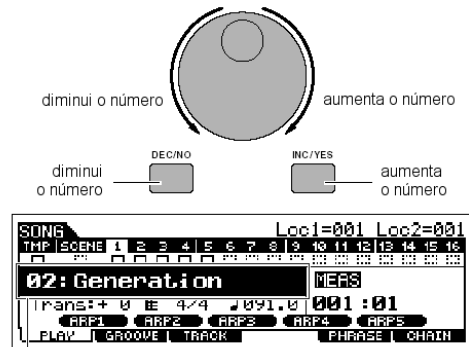 diminui o número
aumenta o número
DEC/NO
INC/YES
diminui
o número
aumenta
o número
SONG Loc1=001 Loc2=001
TMP SCENE 1 2 3 4 5 6 7 8 9 10 11 12 13 14 15 16
02:Generation
MEAS
Trans:+ 0 4/4 ♩091.0 001 :01
ARP1 ARP2 ARP3 ARP4 ARP5
PLAY GROOVE TRACK PHRASE CHAIN